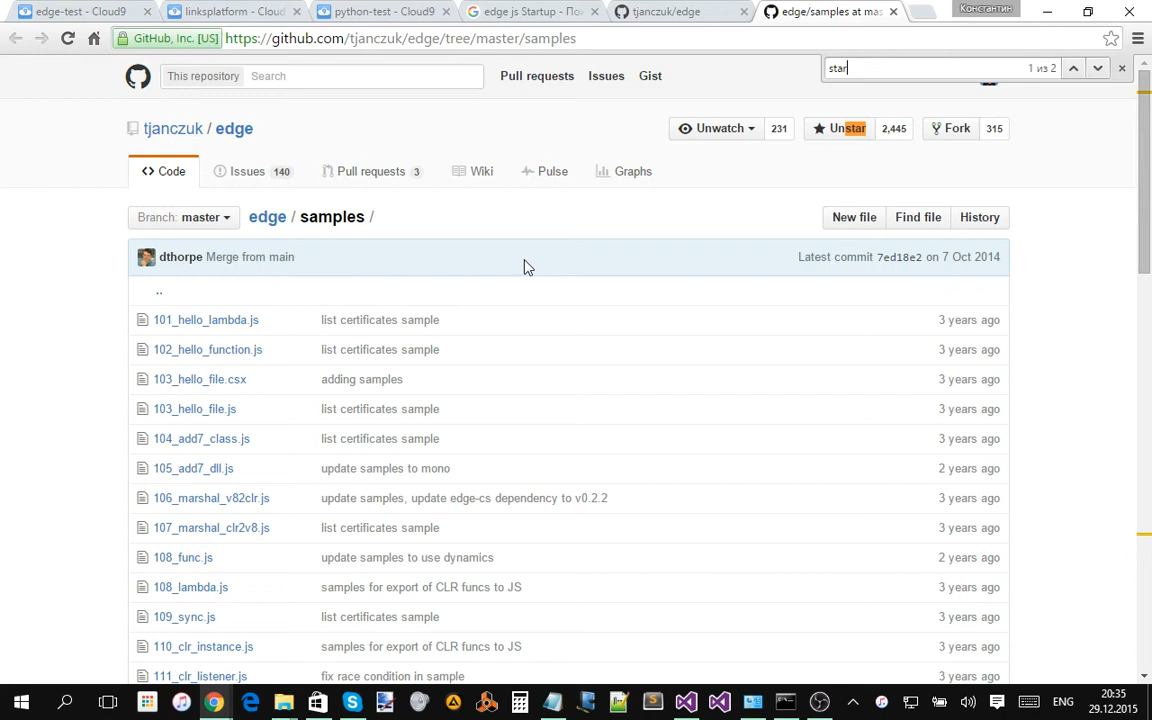 edge-test - Cloud9
linksplatform - Cloud
python-test - Cloud9
edge js Startup - По
tjanczuk/edge
edge/samples at mas
Константин
GitHub, Inc. [US]
https://github.com/tjanczuk/edge/tree/master/samples
star
1 из 2
This repository
Search
Pull requests
Issues
Gist
tjanczuk / edge
Unwatch
231
Unstar
2,445
Fork
315
Code
Issues 140
Pull requests 3
Wiki
Pulse
Graphs
Branch: master
edge / samples /
New file
Find file
History
dthorpe Merge from main
Latest commit 7ed18e2 on 7 Oct 2014
..
101_hello_lambda.js list certificates sample 3 years ago
102_hello_function.js list certificates sample 3 years ago
103_hello_file.csx adding samples 3 years ago
103_hello_file.js list certificates sample 3 years ago
104_add7_class.js list certificates sample 3 years ago
105_add7_dll.js update samples to mono 2 years ago
106_marshal_v82clr.js update samples, update edge-cs dependency to v0.2.2 3 years ago
107_marshal_clr2v8.js list certificates sample 3 years ago
108_func.js update samples to use dynamics 2 years ago
108_lambda.js samples for export of CLR funcs to JS 3 years ago
109_sync.js list certificates sample 3 years ago
110_clr_instance.js samples for export of CLR funcs to JS 3 years ago
111_clr_listener.js fix race condition in sample 3 years ago
ENG
20:35
29.12.2015